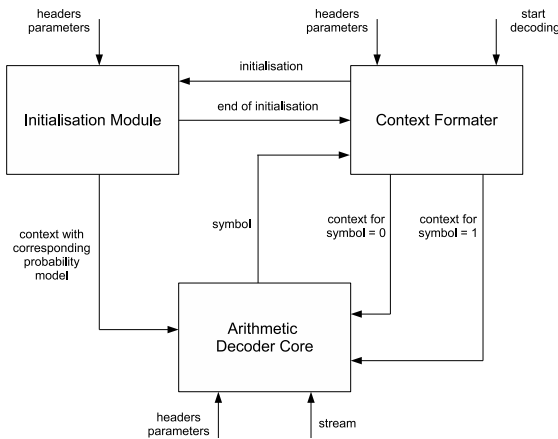 headers
parameters
headers
parameters
start
decoding
initialisation
Initialisation Module
end of initialisation
Context Formater
context with
corresponding
probability
model
symbol
context for
symbol = 0
context for
symbol = 1
Arithmetic
Decoder Core
headers
parameters
stream